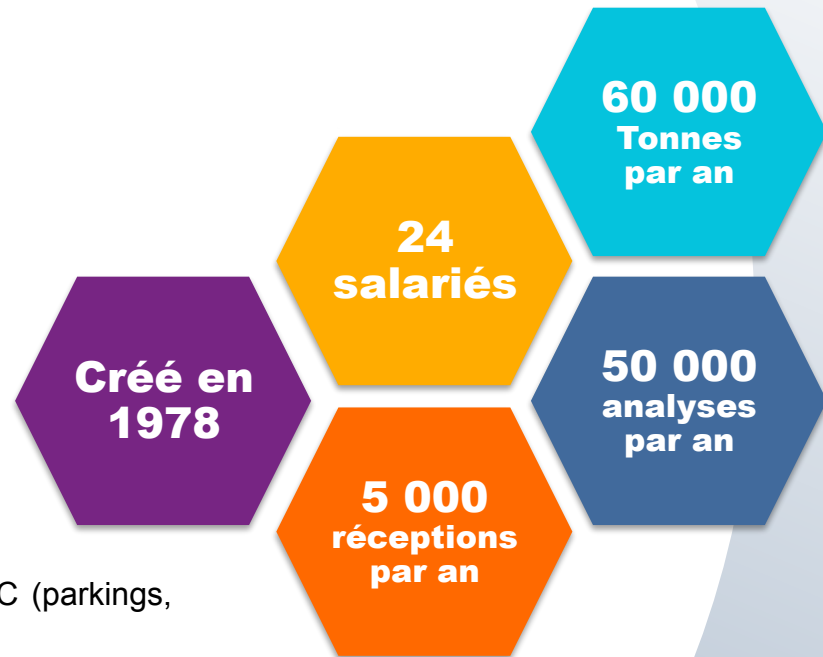 60 000
Tonnes
par an
24
salariés
Créé en
1978
50 000
analyses
par an
5 000
réceptions
par an
C (parkings,